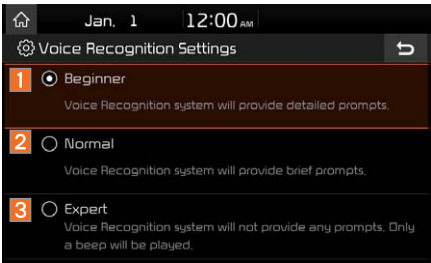 Jan. 1 12:00 AM
Voice Recognition Settings
1 Beginner
Voice Recognition system will provide detailed prompts.
2 Normal
Voice Recognition system will provide brief prompts.
3 Expert
Voice Recognition system will not provide any prompts. Only
a beep will be played.